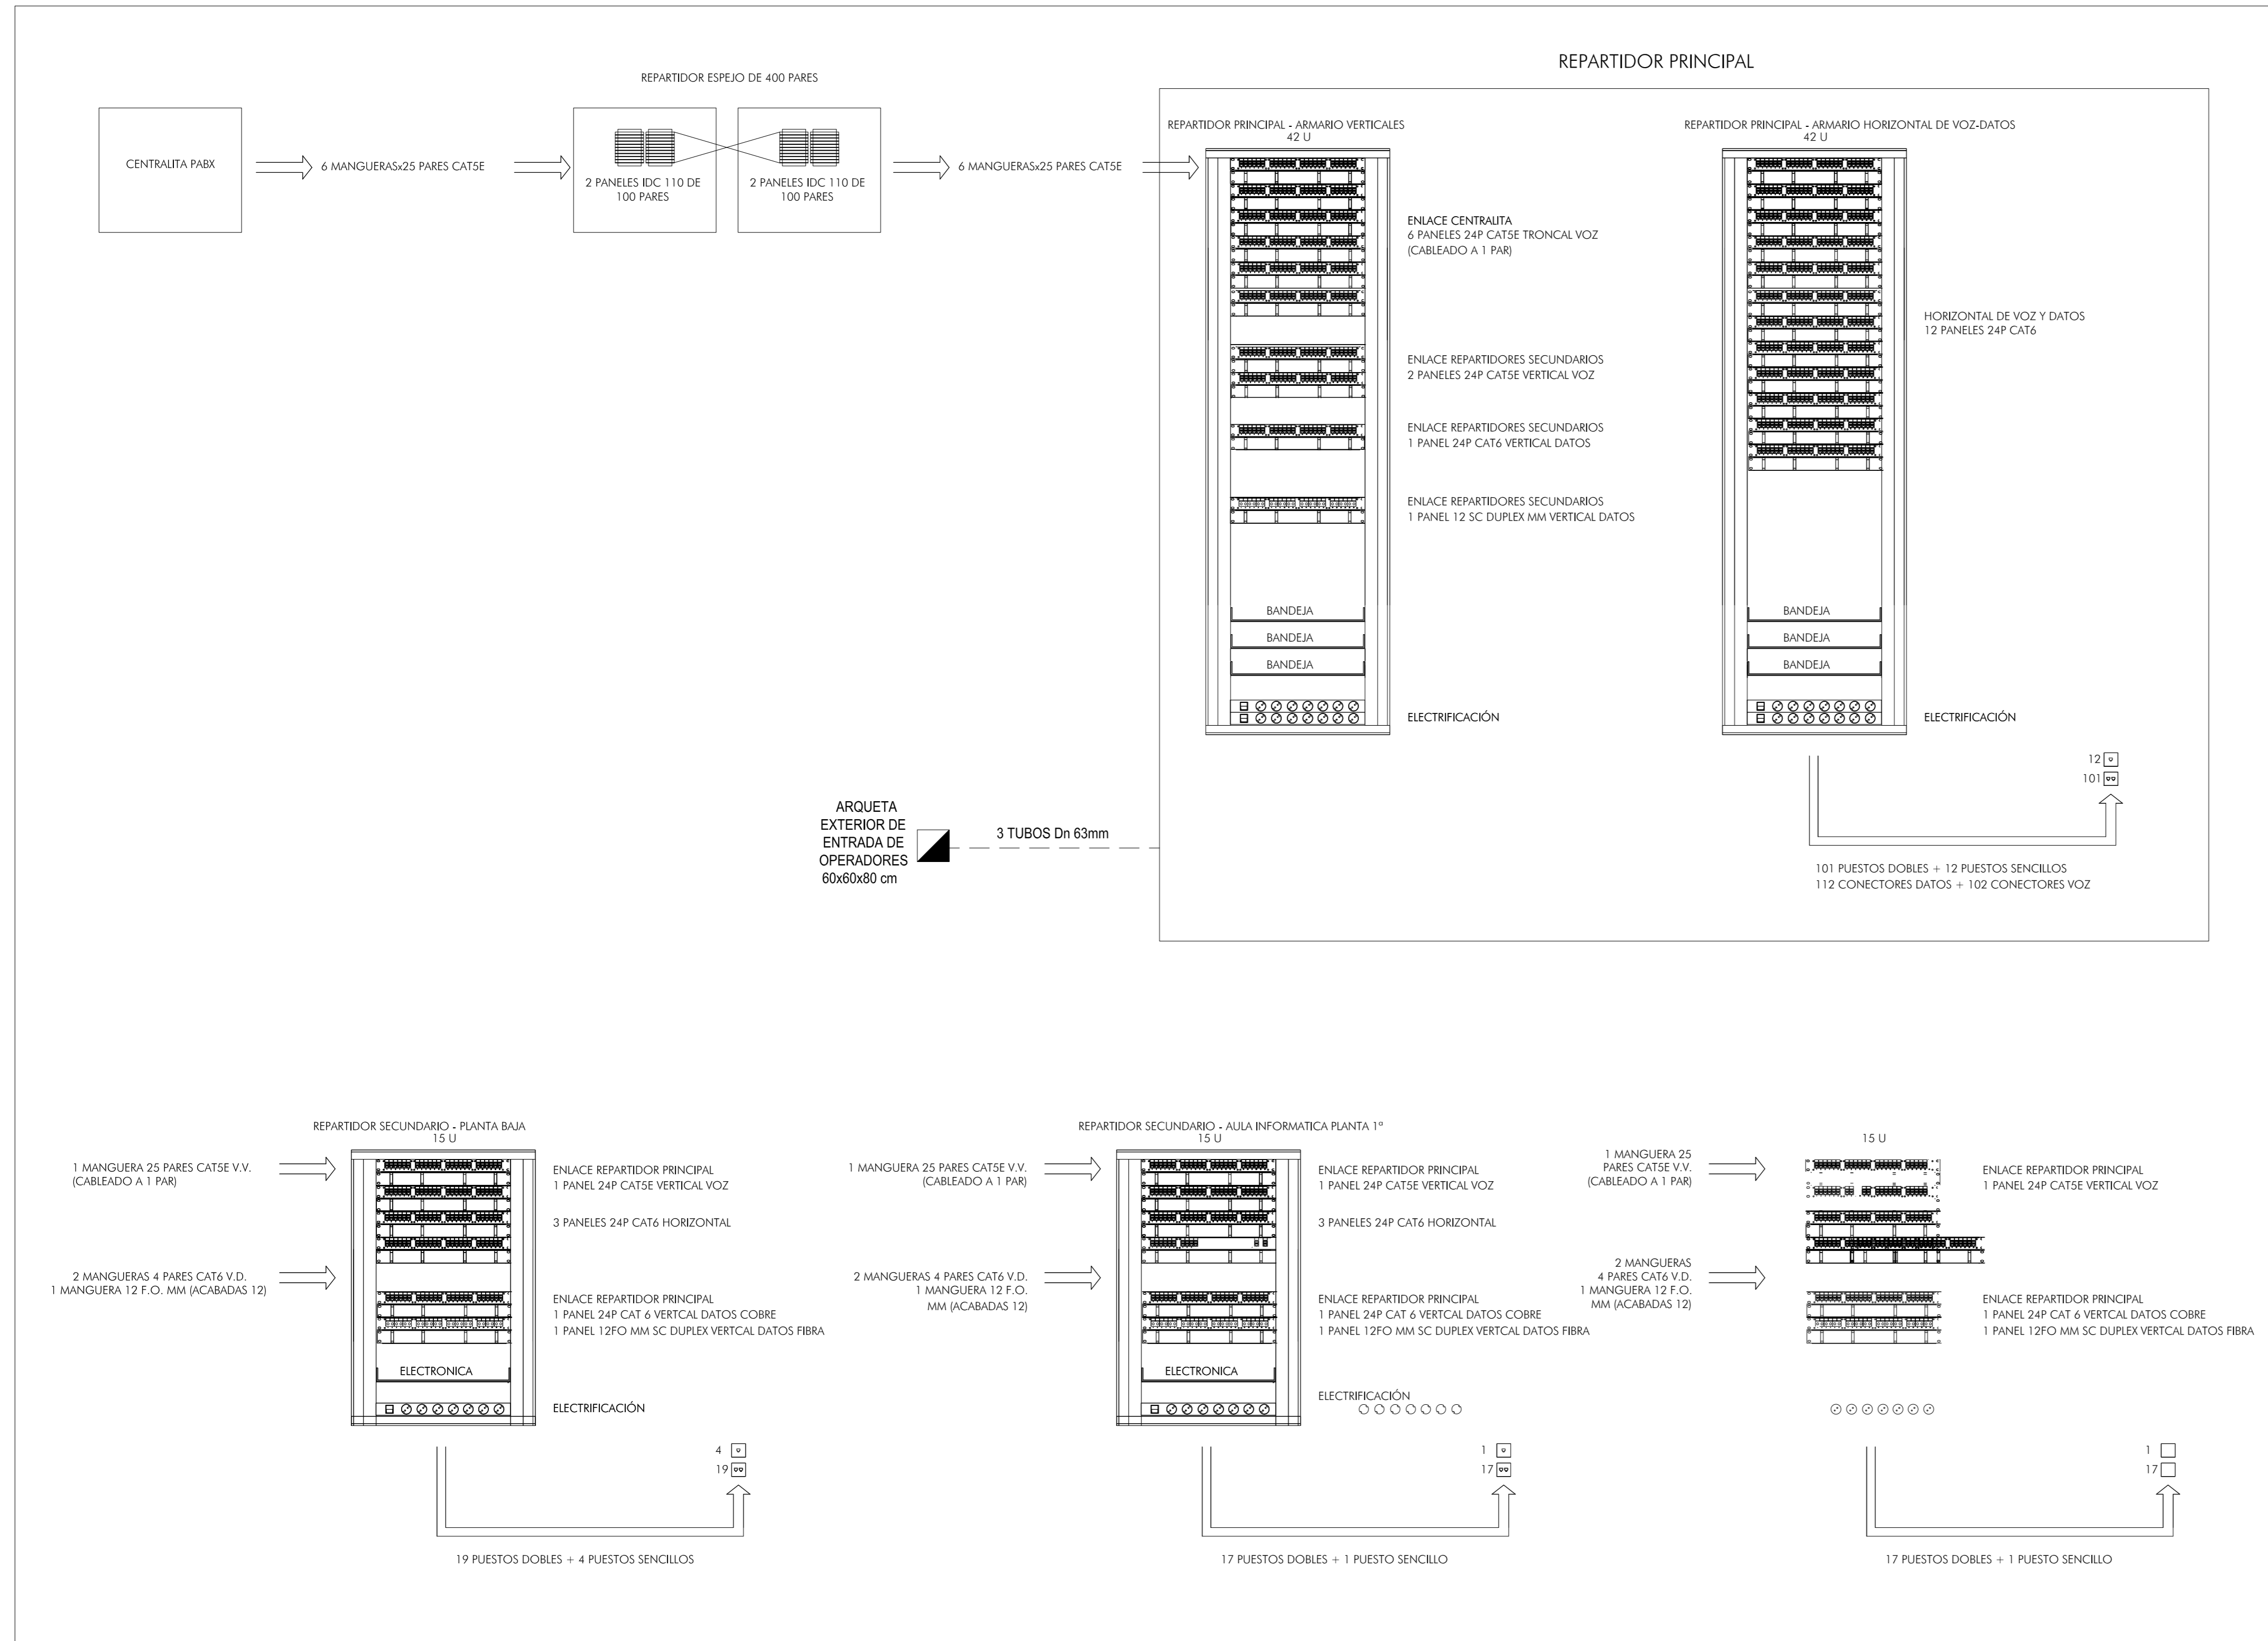 REPARTIDOR PRINCIPAL
REPARTIDOR ESPEJO DE 400 PARES
CENTRALITA PABX
6 MANGUERASx25 PARES CAT5E
2 PANELES IDC 110 DE
100 PARES
2 PANELES IDC 110 DE
100 PARES
6 MANGUERASx25 PARES CAT5E
REPARTIDOR PRINCIPAL - ARMARIO VERTICALES
42 U
ENLACE CENTRALITA
6 PANELES 24P CAT5E TRONCAL VOZ
(CABLEADO A 1 PAR)
ENLACE REPARTIDORES SECUNDARIOS
2 PANELES 24P CAT5E VERTICAL VOZ
ENLACE REPARTIDORES SECUNDARIOS
1 PANEL 24P CAT6 VERTICAL DATOS
ENLACE REPARTIDORES SECUNDARIOS
1 PANEL 12 SC DUPLEX MM VERTICAL DATOS
BANDEJA
BANDEJA
BANDEJA
ELECTRIFICACIÓN
REPARTIDOR PRINCIPAL - ARMARIO HORIZONTAL DE VOZ-DATOS
42 U
HORIZONTAL DE VOZ Y DATOS
12 PANELES 24P CAT6
BANDEJA
BANDEJA
BANDEJA
ELECTRIFICACIÓN
12
101
101 PUESTOS DOBLES + 12 PUESTOS SENCILLOS
112 CONECTORES DATOS + 102 CONECTORES VOZ
ARQUETA
EXTERIOR DE
ENTRADA DE
OPERADORES
60x60x80 cm
3 TUBOS Dn 63mm
REPARTIDOR SECUNDARIO - PLANTA BAJA
15 U
1 MANGUERA 25 PARES CAT5E V.V.
(CABLEADO A 1 PAR)
2 MANGUERAS 4 PARES CAT6 V.D.
1 MANGUERA 12 F.O. MM (ACABADAS 12)
ENLACE REPARTIDOR PRINCIPAL
1 PANEL 24P CAT5E VERTICAL VOZ
3 PANELES 24P CAT6 HORIZONTAL
ENLACE REPARTIDOR PRINCIPAL
1 PANEL 24P CAT 6 VERTCAL DATOS COBRE
1 PANEL 12FO MM SC DUPLEX VERTCAL DATOS FIBRA
ELECTRONICA
ELECTRIFICACIÓN
4
19
19 PUESTOS DOBLES + 4 PUESTOS SENCILLOS
REPARTIDOR SECUNDARIO - AULA INFORMATICA PLANTA 1º
15 U
1 MANGUERA 25 PARES CAT5E V.V.
(CABLEADO A 1 PAR)
2 MANGUERAS 4 PARES CAT6 V.D.
1 MANGUERA 12 F.O.
MM (ACABADAS 12)
ENLACE REPARTIDOR PRINCIPAL
1 PANEL 24P CAT5E VERTICAL VOZ
3 PANELES 24P CAT6 HORIZONTAL
ENLACE REPARTIDOR PRINCIPAL
1 PANEL 24P CAT 6 VERTCAL DATOS COBRE
1 PANEL 12FO MM SC DUPLEX VERTCAL DATOS FIBRA
ELECTRONICA
ELECTRIFICACIÓN
1
17
17 PUESTOS DOBLES + 1 PUESTO SENCILLO
15 U
1 MANGUERA 25
PARES CAT5E V.V.
(CABLEADO A 1 PAR)
2 MANGUERAS
4 PARES CAT6 V.D.
1 MANGUERA 12 F.O.
MM (ACABADAS 12)
ENLACE REPARTIDOR PRINCIPAL
1 PANEL 24P CAT5E VERTICAL VOZ
ENLACE REPARTIDOR PRINCIPAL
1 PANEL 24P CAT 6 VERTCAL DATOS COBRE
1 PANEL 12FO MM SC DUPLEX VERTCAL DATOS FIBRA
1
17
17 PUESTOS DOBLES + 1 PUESTO SENCILLO